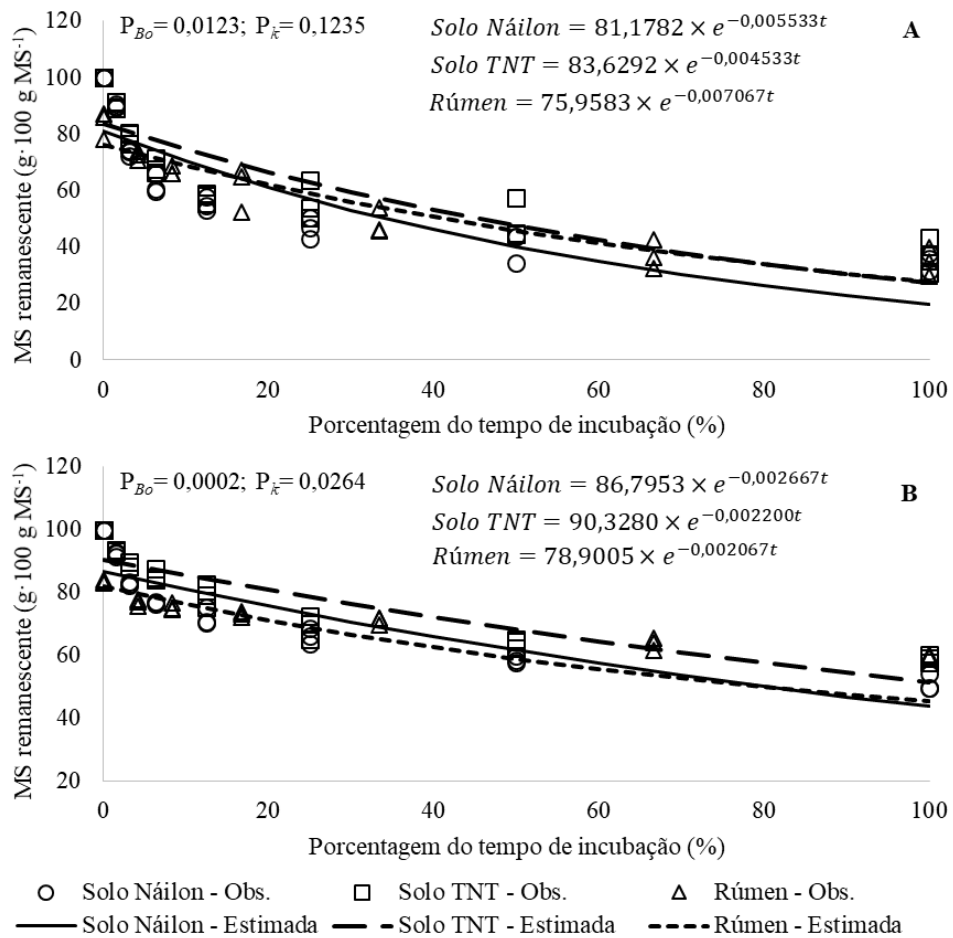 P_Bo = 0,0123; P_k = 0,1235
Solo Náilon = 81,1782 × e^−0,005533t
A
Solo TNT = 83,6292 × e^−0,004533t
Rúmen = 75,9583 × e^−0,007067t
MS remanescente (g·100 g MS⁻¹)
120
100
80
60
40
20
0
0 20 40 60 80 100
Porcentagem do tempo de incubação (%)
P_Bo = 0,0002; P_k = 0,0264
Solo Náilon = 86,7953 × e^−0,002667t
B
Solo TNT = 90,3280 × e^−0,002200t
Rúmen = 78,9005 × e^−0,002067t
MS remanescente (g·100 g MS⁻¹)
120
100
80
60
40
20
0 20 40 60 80 100
Porcentagem do tempo de incubação (%)
Solo Náilon - Obs. Solo TNT - Obs. Rúmen - Obs.
Solo Náilon - Estimada Solo TNT - Estimada Rúmen - Estimada